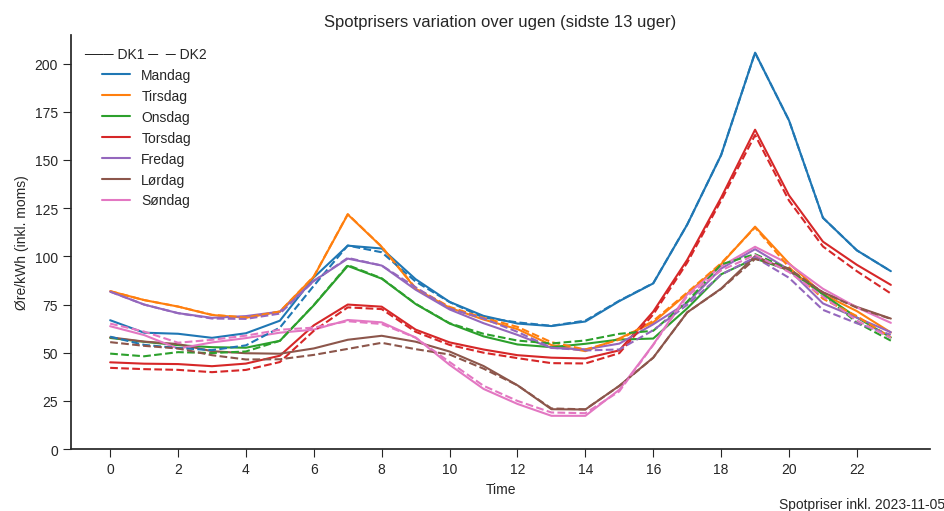 Spotprisers variation over ugen (sidste 13 uger)
DK1 DK2
Mandag
Tirsdag
Onsdag
Torsdag
Fredag
Lørdag
Søndag
Øre/kWh (inkl. moms)
200
175
150
125
100
75
50
25
0
0 2 4 6 8 10 12 14 16 18 20 22
Time
Spotpriser inkl. 2023-11-05